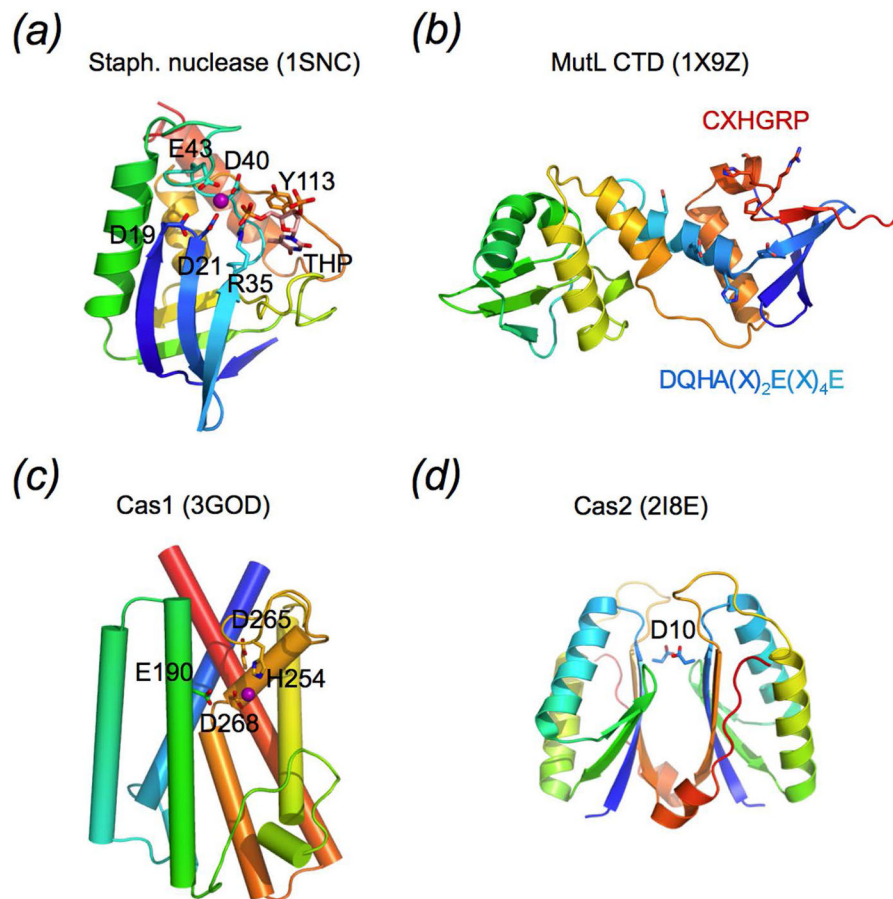 (a)
Staph. nuclease (1SNC)
E43
D40
Y113
D19
D21
THP
R35
(b)
MutL CTD (1X9Z)
CXHGRP
DQHA(X)₂E(X)₄E
(c)
Cas1 (3GOD)
D265
E190
H254
D268
(d)
Cas2 (2I8E)
D10